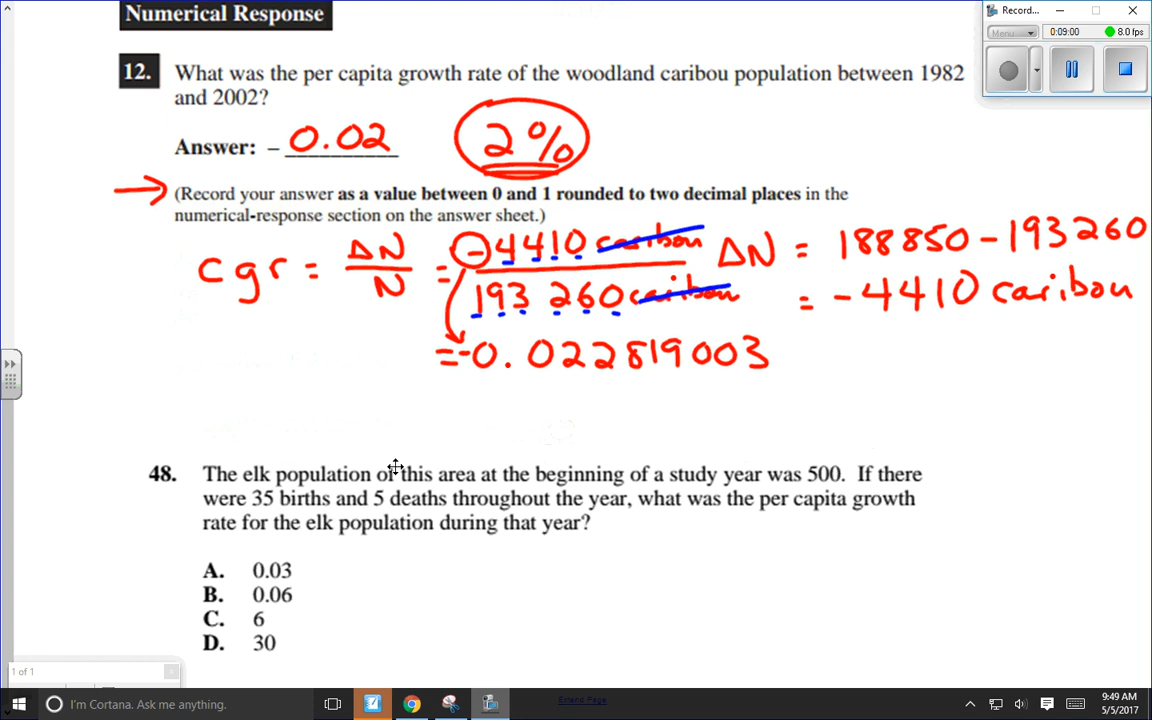 Numerical Response
Record...
Menu
0:09:00
8.0 fps
12. What was the per capita growth rate of the woodland caribou population between 1982
and 2002?
Answer: – 0.02
2%
(Record your answer as a value between 0 and 1 rounded to two decimal places in the
numerical-response section on the answer sheet.)
cgr = ΔN/N = -4410 caribou / 193 260 caribou
ΔN = 188850 - 193260
= - 4410 caribou
= -0.022819003
48. The elk population of this area at the beginning of a study year was 500. If there
were 35 births and 5 deaths throughout the year, what was the per capita growth
rate for the elk population during that year?
A. 0.03
B. 0.06
C. 6
D. 30
1 of 1
Extend Page
I'm Cortana. Ask me anything.
9:49 AM
5/5/2017